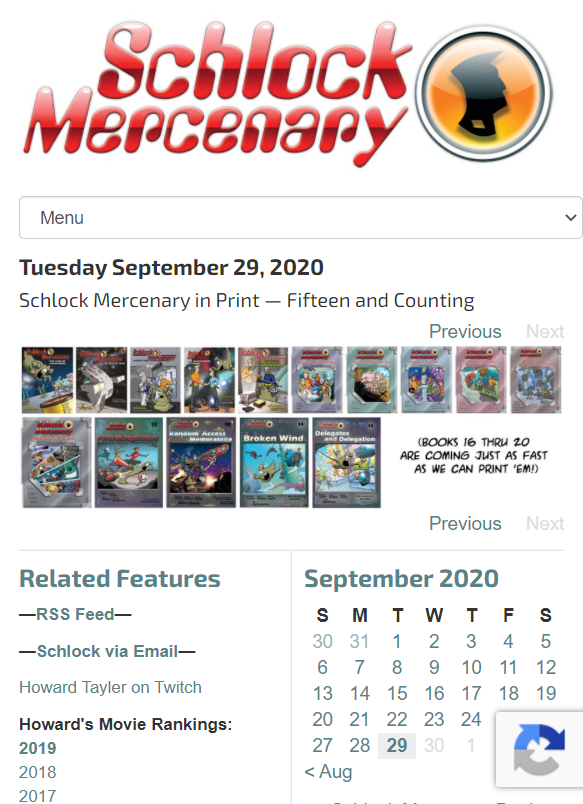 Schlock
Mercenary
Menu
Tuesday September 29, 2020
Schlock Mercenary in Print — Fifteen and Counting
Previous Next
Random Access
Memorabilia
Broken Wind
Delegates
and Delegation
(BOOKS 16 THRU 20
ARE COMING JUST AS FAST
AS WE CAN PRINT 'EM!)
Previous Next
Related Features
—RSS Feed—
—Schlock via Email—
Howard Tayler on Twitch
Howard's Movie Rankings:
2019
2018
2017
September 2020
S M T W T F S
30 31 1 2 3 4 5
6 7 8 9 10 11 12
13 14 15 16 17 18 19
20 21 22 23 24
27 28 29 30 1
< Aug